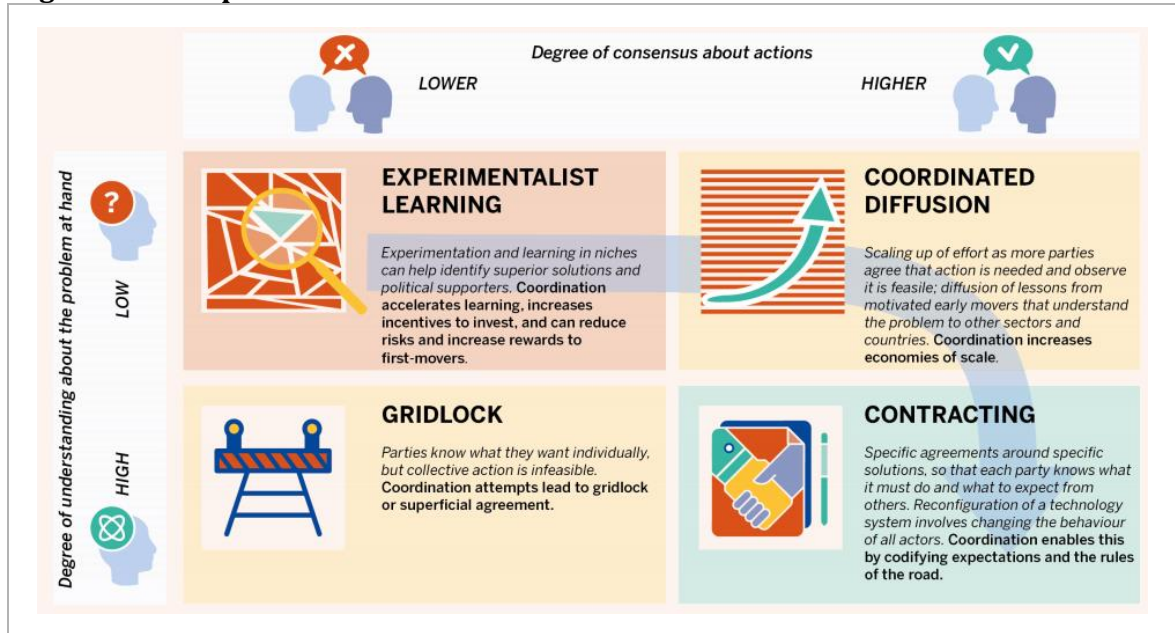 Degree of consensus about actions
LOWER
HIGHER
Degree of understanding about the problem at hand
LOW
HIGH
EXPERIMENTALIST
LEARNING
Experimentation and learning in niches
can help identify superior solutions and
political supporters. Coordination
accelerates learning, increases
incentives to invest, and can reduce
risks and increase rewards to
first-movers.
COORDINATED
DIFFUSION
Scaling up of effort as more parties
agree that action is needed and observe
it is feasile; diffusion of lessons from
motivated early movers that understand
the problem to other sectors and
countries. Coordination increases
economies of scale.
GRIDLOCK
Parties know what they want individually,
but collective action is infeasible.
Coordination attempts lead to gridlock
or superficial agreement.
CONTRACTING
Specific agreements around specific
solutions, so that each party knows what
it must do and what to expect from
others. Reconfiguration of a technology
system involves changing the behaviour
of all actors. Coordination enables this
by codifying expectations and the rules
of the road.